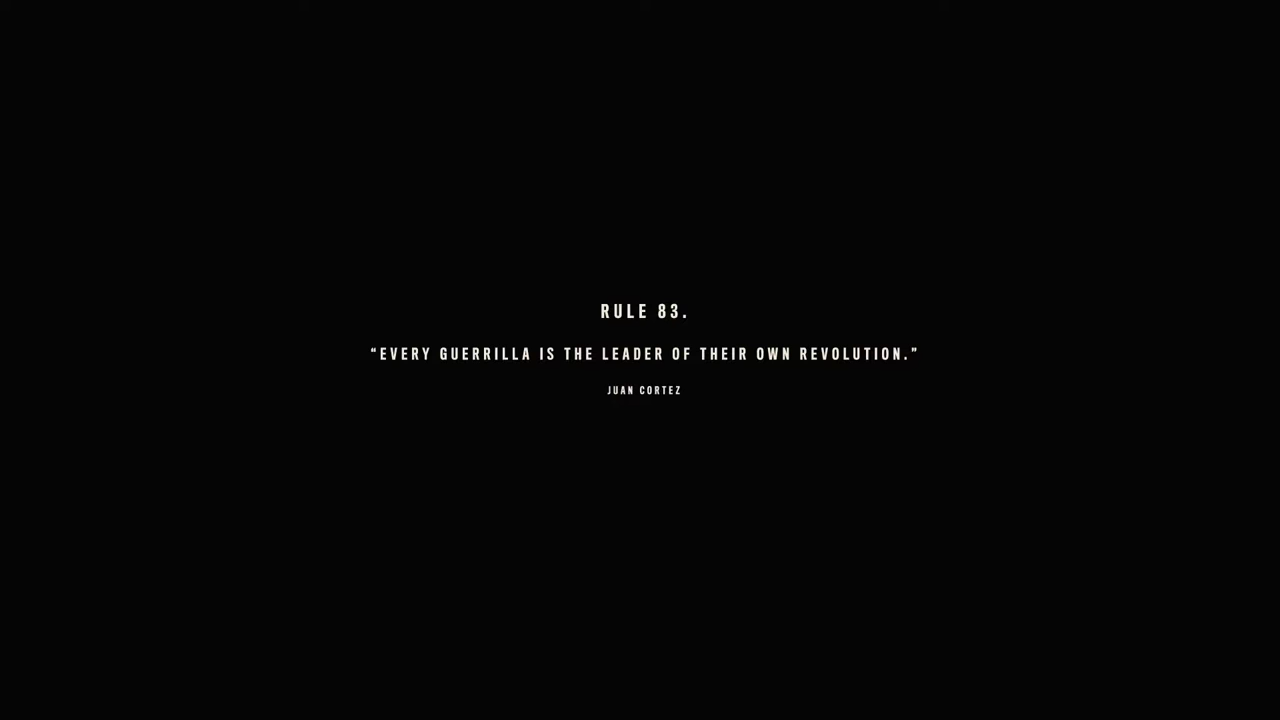 RULE 83.
“EVERY GUERRILLA IS THE LEADER OF THEIR OWN REVOLUTION.”
JUAN CORTEZ